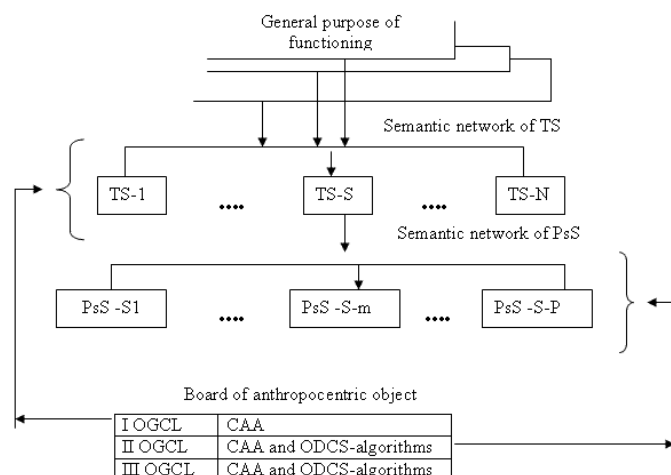 General purpose of
functioning
Semantic network of TS
TS-1 .... TS-S .... TS-N
Semantic network of PsS
PsS -S1 .... PsS -S-m .... PsS -S-P
Board of anthropocentric object
I OGCL CAA
II OGCL CAA and ODCS-algorithms
III OGCL CAA and ODCS-algorithms